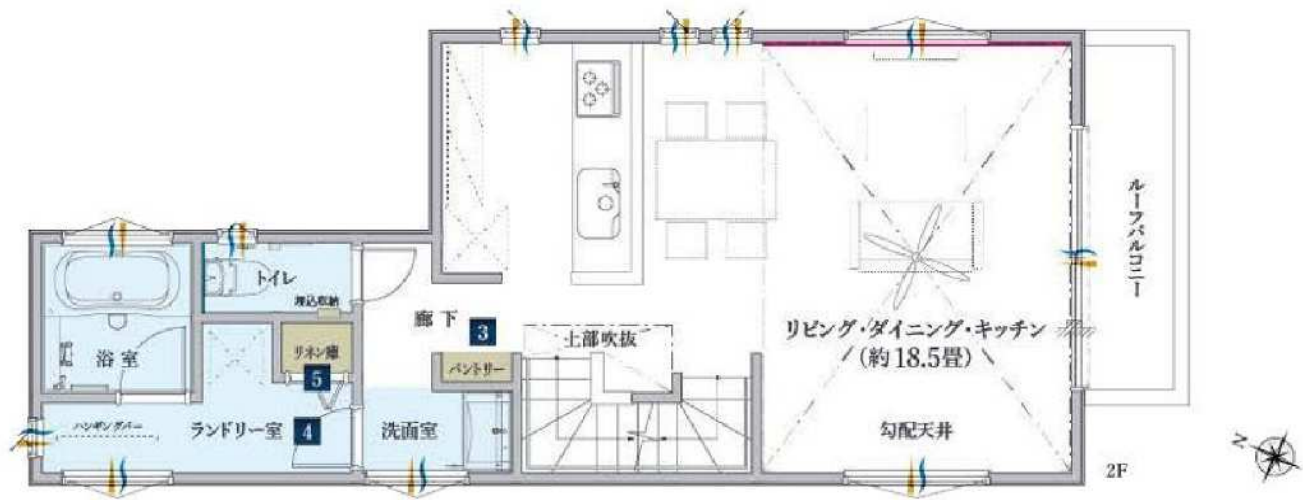 トイレ
埋込収納
浴室
リネン庫
5
ハンギングバー
ランドリー室
4
洗面室
廊下
3
パントリー
上部吹抜
リビング・ダイニング・キッチン
(約18.5畳)
勾配天井
ルーフバルコニー
2F
N